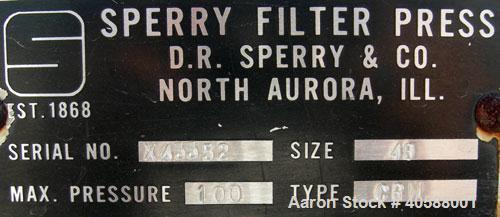 SPERRY FILTER PRESS
D.R. SPERRY & CO.
NORTH AURORA, ILL.
EST. 1868
SERIAL NO. SIZE
MAX. PRESSURE 100 TYPE
Aaron Stock # 40588001